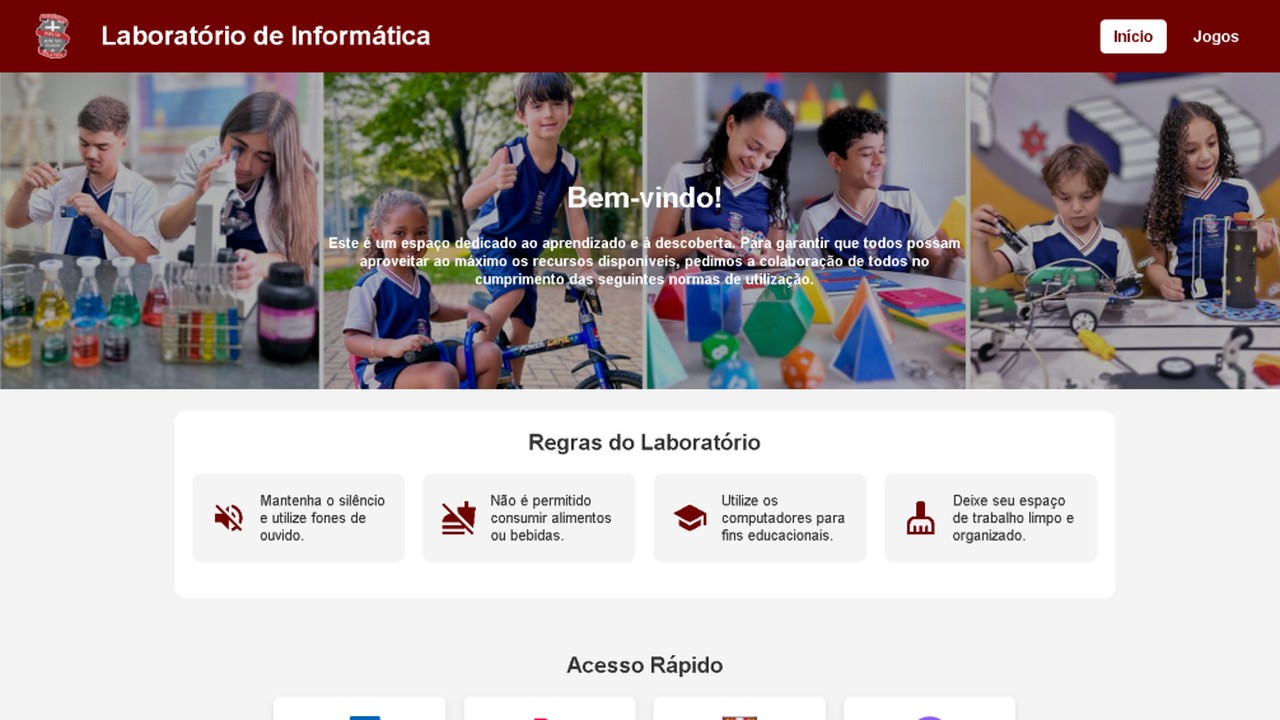 Laboratório de Informática
Início
Jogos
Bem-vindo!
Este é um espaço dedicado ao aprendizado e à descoberta. Para garantir que todos possam
aproveitar ao máximo os recursos disponíveis, pedimos a colaboração de todos no
cumprimento das seguintes normas de utilização.
Regras do Laboratório
Mantenha o silêncio
e utilize fones de
ouvido.
Não é permitido
consumir alimentos
ou bebidas.
Utilize os
computadores para
fins educacionais.
Deixe seu espaço
de trabalho limpo e
organizado.
Acesso Rápido